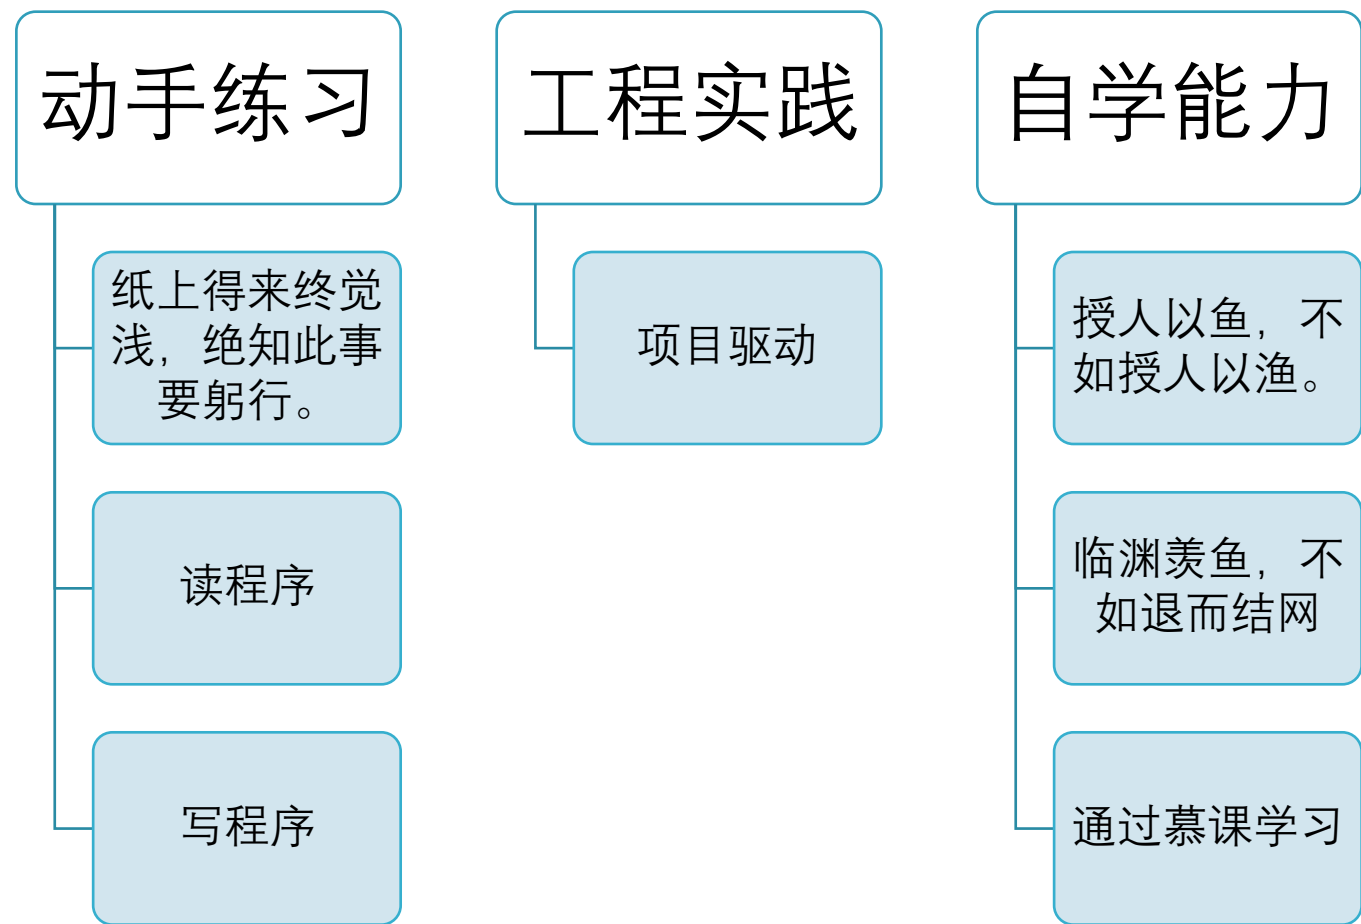 动手练习
纸上得来终觉
浅，绝知此事
要躬行。
读程序
写程序
工程实践
项目驱动
自学能力
授人以鱼，不
如授人以渔。
临渊羡鱼，不
如退而结网
通过慕课学习